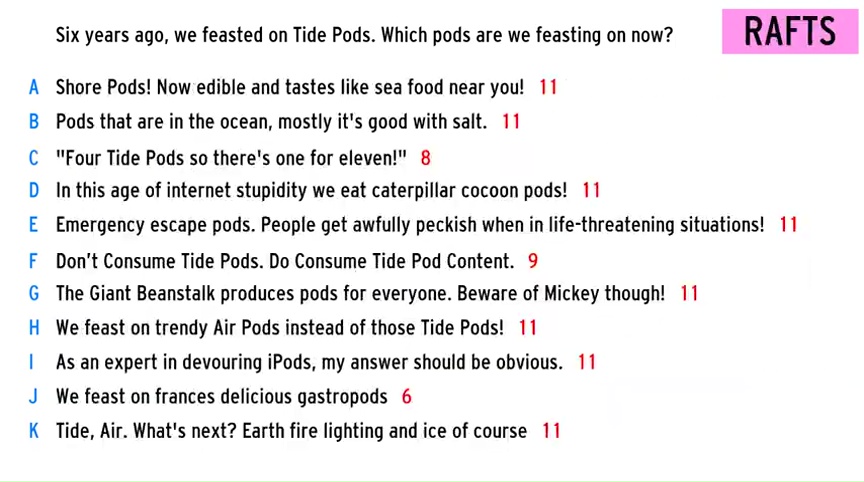 Six years ago, we feasted on Tide Pods. Which pods are we feasting on now?
RAFTS
A Shore Pods! Now edible and tastes like sea food near you! 11
B Pods that are in the ocean, mostly it's good with salt. 11
C "Four Tide Pods so there's one for eleven!" 8
D In this age of internet stupidity we eat caterpillar cocoon pods! 11
E Emergency escape pods. People get awfully peckish when in life-threatening situations! 11
F Don’t Consume Tide Pods. Do Consume Tide Pod Content. 9
G The Giant Beanstalk produces pods for everyone. Beware of Mickey though! 11
H We feast on trendy Air Pods instead of those Tide Pods! 11
I As an expert in devouring iPods, my answer should be obvious. 11
J We feast on frances delicious gastropods 6
K Tide, Air. What's next? Earth fire lighting and ice of course 11